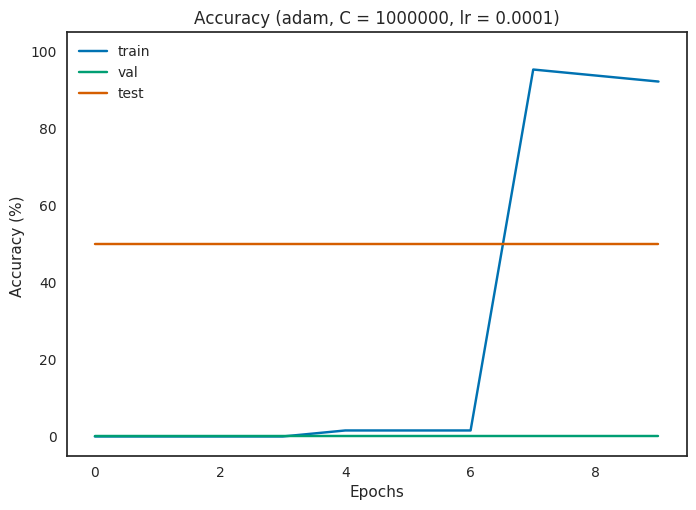 Accuracy (adam, C = 1000000, lr = 0.0001)
train
val
test
100
80
60
40
20
0
Accuracy (%)
0 2 4 6 8
Epochs